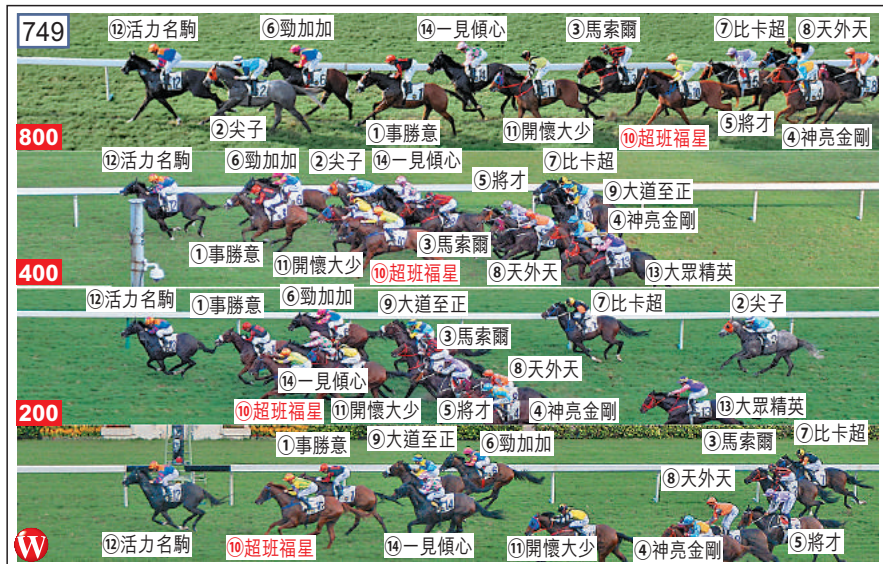 749
⑫活力名駒 ⑥勁加加 ⑭一見傾心 ③馬索爾 ⑦比卡超 ⑧天外天
②尖子 ①事勝意 ⑪開懷大少 ⑩超班福星 ⑤將才 ④神亮金剛
800
⑫活力名駒 ⑥勁加加 ②尖子 ⑭一見傾心 ⑤將才 ⑦比卡超
⑨大道至正
④神亮金剛
①事勝意 ⑪開懷大少 ⑩超班福星 ③馬索爾 ⑧天外天 ⑬大眾精英
400
⑫活力名駒 ①事勝意 ⑥勁加加 ⑨大道至正 ⑦比卡超 ②尖子
③馬索爾
⑭一見傾心 ⑧天外天
⑩超班福星 ⑪開懷大少 ⑤將才 ④神亮金剛 ⑬大眾精英
200
①事勝意 ⑨大道至正 ⑥勁加加 ③馬索爾 ⑦比卡超
⑧天外天
⑫活力名駒 ⑩超班福星 ⑭一見傾心 ⑪開懷大少 ④神亮金剛 ⑤將才
W